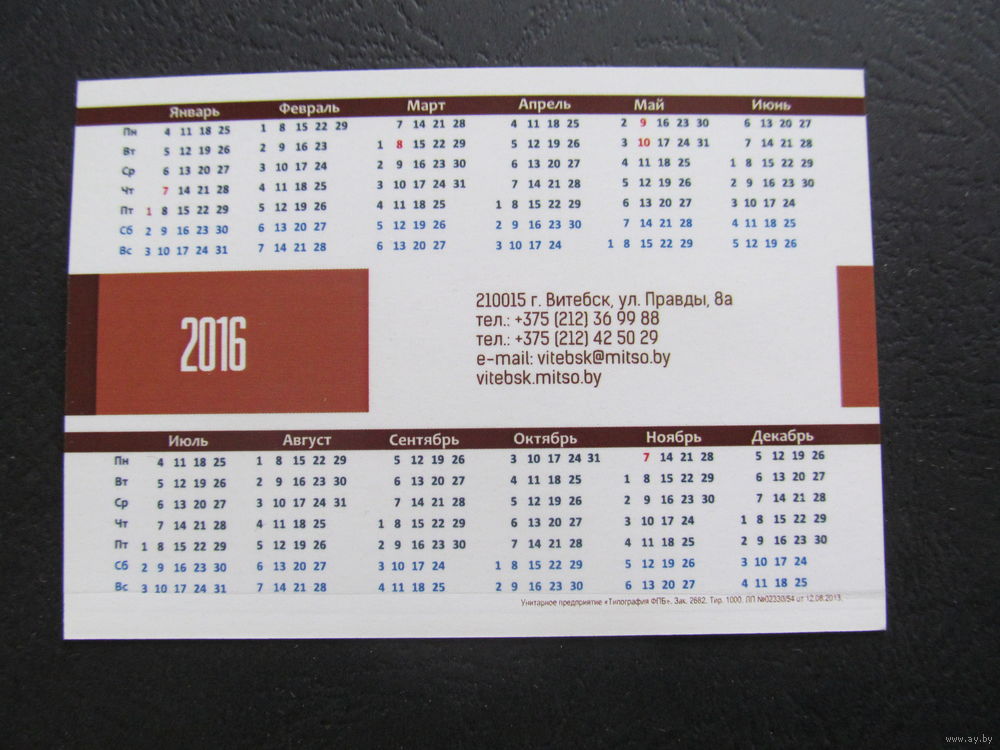 Январь Февраль Март Апрель Май Июнь
Пн 4 11 18 25 1 8 15 22 29 7 14 21 28 4 11 18 25 2 9 16 23 30 6 13 20 27
Вт 5 12 19 26 2 9 16 23 1 8 15 22 29 5 12 19 26 3 10 17 24 31 7 14 21 28
Ср 6 13 20 27 3 10 17 24 2 9 16 23 30 6 13 20 27 4 11 18 25 1 8 15 22 29
Чт 7 14 21 28 4 11 18 25 3 10 17 24 31 7 14 21 28 5 12 19 26 2 9 16 23 30
Пт 1 8 15 22 29 5 12 19 26 4 11 18 25 1 8 15 22 29 6 13 20 27 3 10 17 24
Сб 2 9 16 23 30 6 13 20 27 5 12 19 26 2 9 16 23 30 7 14 21 28 4 11 18 25
Вс 3 10 17 24 31 7 14 21 28 6 13 20 27 3 10 17 24 1 8 15 22 29 5 12 19 26
2016
210015 г. Витебск, ул. Правды, 8а
тел.: +375 (212) 36 99 88
тел.: +375 (212) 42 50 29
e-mail: vitebsk@mitso.by
vitebsk.mitso.by
Июль Август Сентябрь Октябрь Ноябрь Декабрь
Пн 4 11 18 25 1 8 15 22 29 5 12 19 26 3 10 17 24 31 7 14 21 28 5 12 19 26
Вт 5 12 19 26 2 9 16 23 30 6 13 20 27 4 11 18 25 1 8 15 22 29 6 13 20 27
Ср 6 13 20 27 3 10 17 24 31 7 14 21 28 5 12 19 26 2 9 16 23 30 7 14 21 28
Чт 7 14 21 28 4 11 18 25 1 8 15 22 29 6 13 20 27 3 10 17 24 1 8 15 22 29
Пт 1 8 15 22 29 5 12 19 26 2 9 16 23 30 7 14 21 28 4 11 18 25 2 9 16 23 30
Сб 2 9 16 23 30 6 13 20 27 3 10 17 24 1 8 15 22 29 5 12 19 26 3 10 17 24
Вс 3 10 17 24 31 7 14 21 28 4 11 18 25 2 9 16 23 30 6 13 20 27 4 11 18 25
Унитарное предприятие «Типография ФПБ». Зак. 2682. Тир. 1000. ЛП №02330/54 от 12.08.2013.
www.ay.by